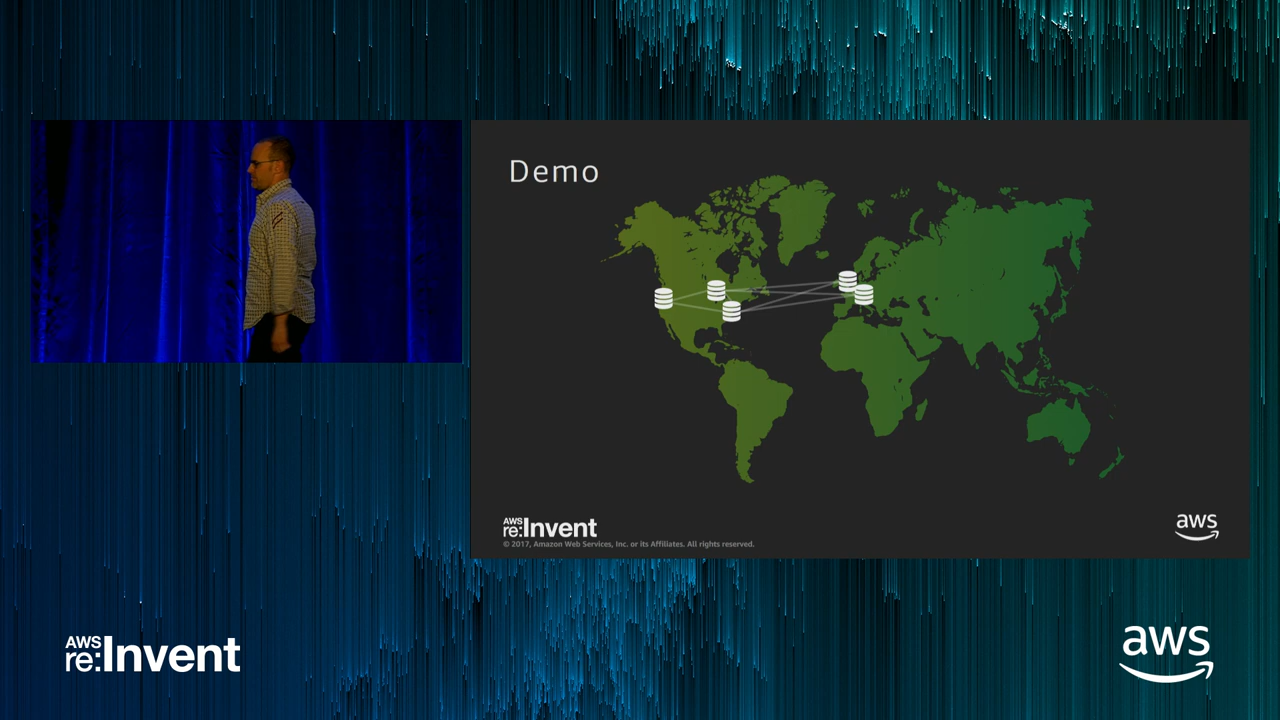 Demo
AWS
re:Invent
© 2017, Amazon Web Services, Inc. or its Affiliates. All rights reserved.
aws
AWS
re:Invent
aws